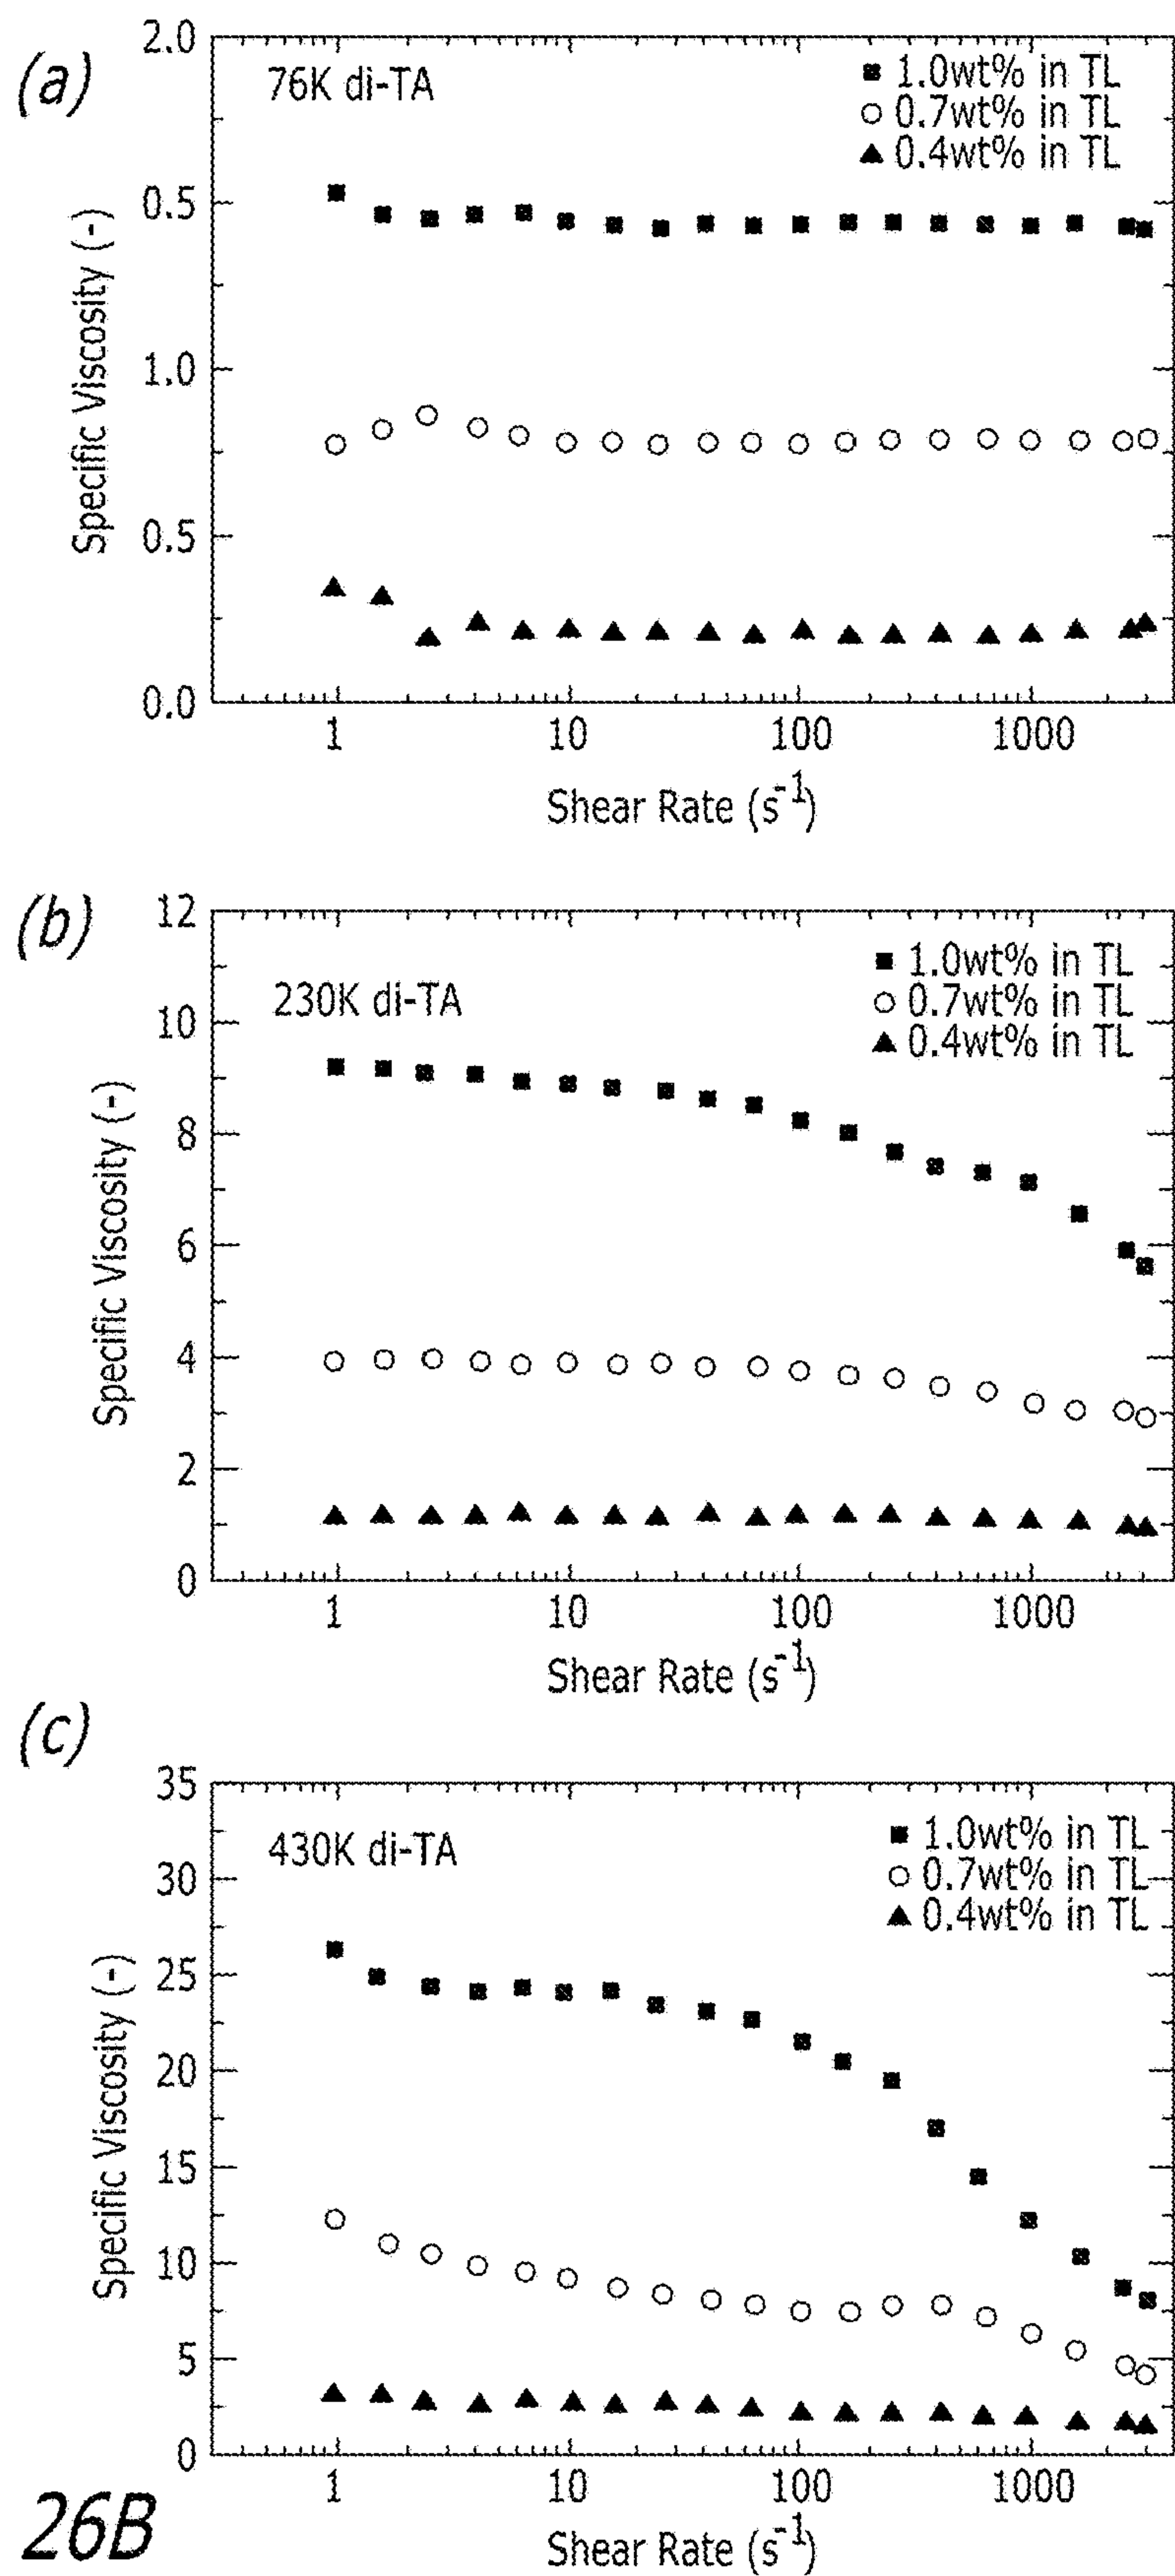 (a)
2.0
76K di-TA
1.0wt% in TL
0.7wt% in TL
0.4wt% in TL
0.5
1.0
0.5
0.0
Specific Viscosity (-)
1 10 100 1000
Shear Rate (s-1)
(b)
12
230K di-TA
1.0wt% in TL
0.7wt% in TL
0.4wt% in TL
10
8
6
4
2
0
Specific Viscosity (-)
1 10 100 1000
Shear Rate (s-1)
(c)
35
430K di-TA
1.0wt% in TL
0.7wt% in TL
0.4wt% in TL
30
25
20
15
10
5
0
Specific Viscosity (-)
1 10 100 1000
Shear Rate (s-1)
26B